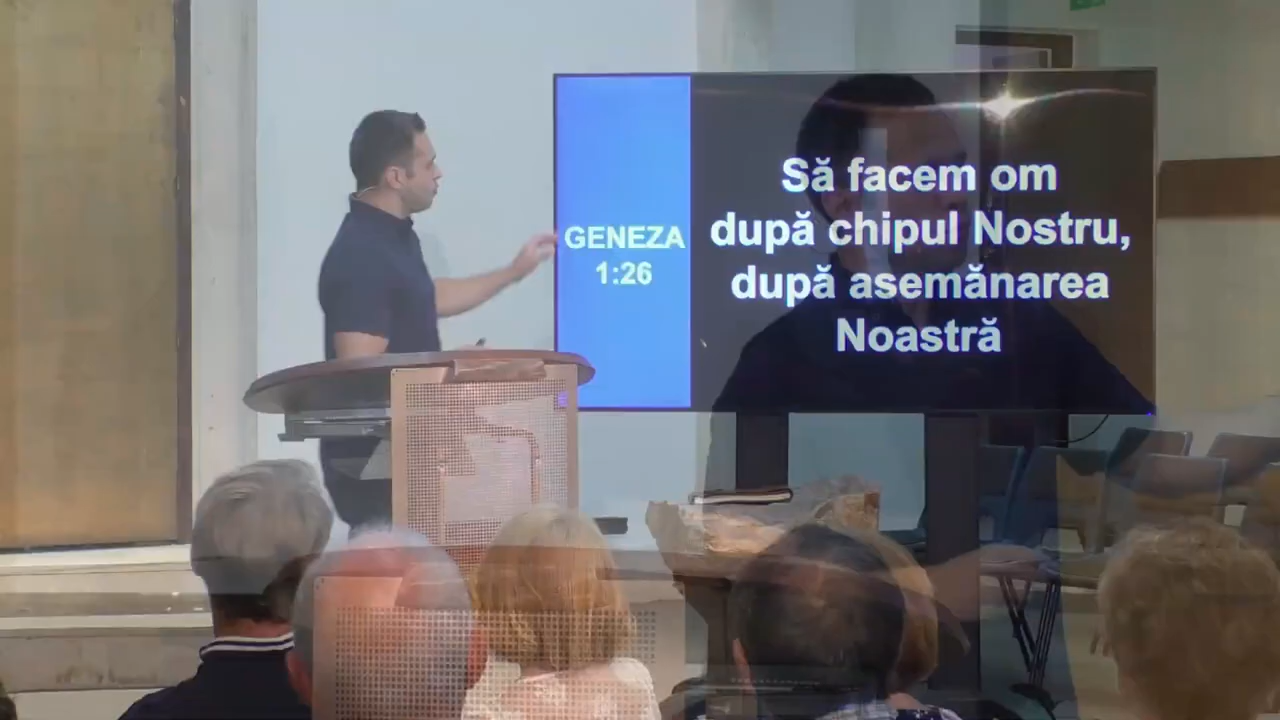 GENEZA
1:26
Să facem om
după chipul Nostru,
după asemănarea
Noastră